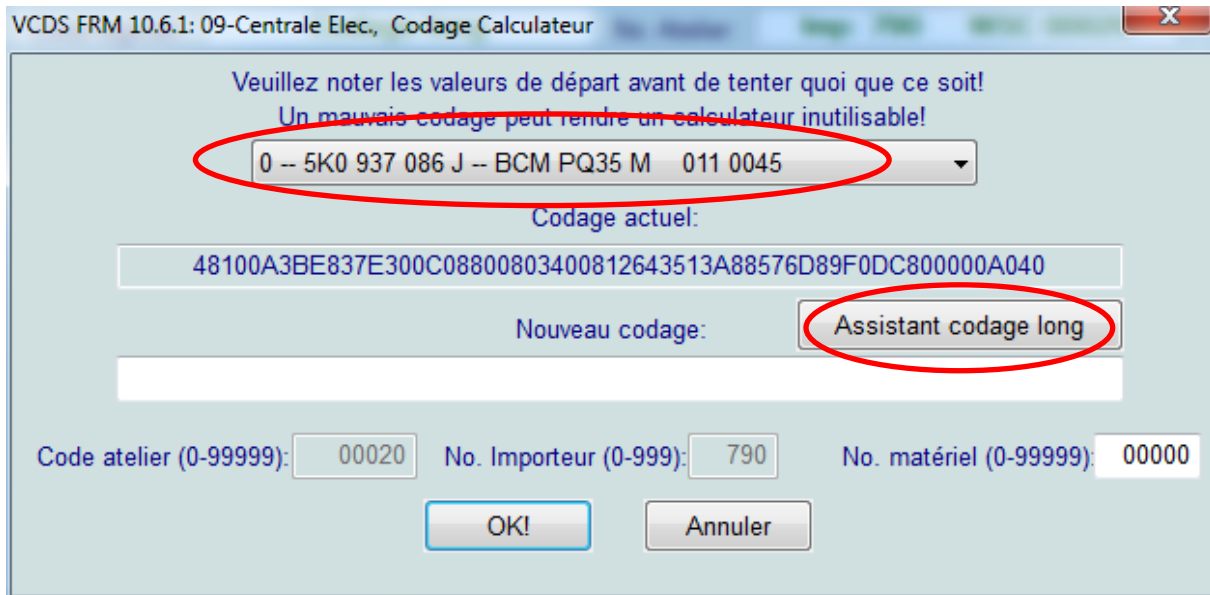 VCDS FRM 10.6.1: 09-Centrale Elec., Codage Calculateur
Veuillez noter les valeurs de départ avant de tenter quoi que ce soit!
Un mauvais codage peut rendre un calculateur inutilisable!
0 -- 5K0 937 086 J -- BCM PQ35 M 011 0045
Codage actuel:
48100A3BE837E300C08800803400812643513A88576D89F0DC800000A040
Nouveau codage: Assistant codage long
Code atelier (0-99999): 00020 No. Importeur (0-999): 790 No. matériel (0-99999): 00000
OK! Annuler